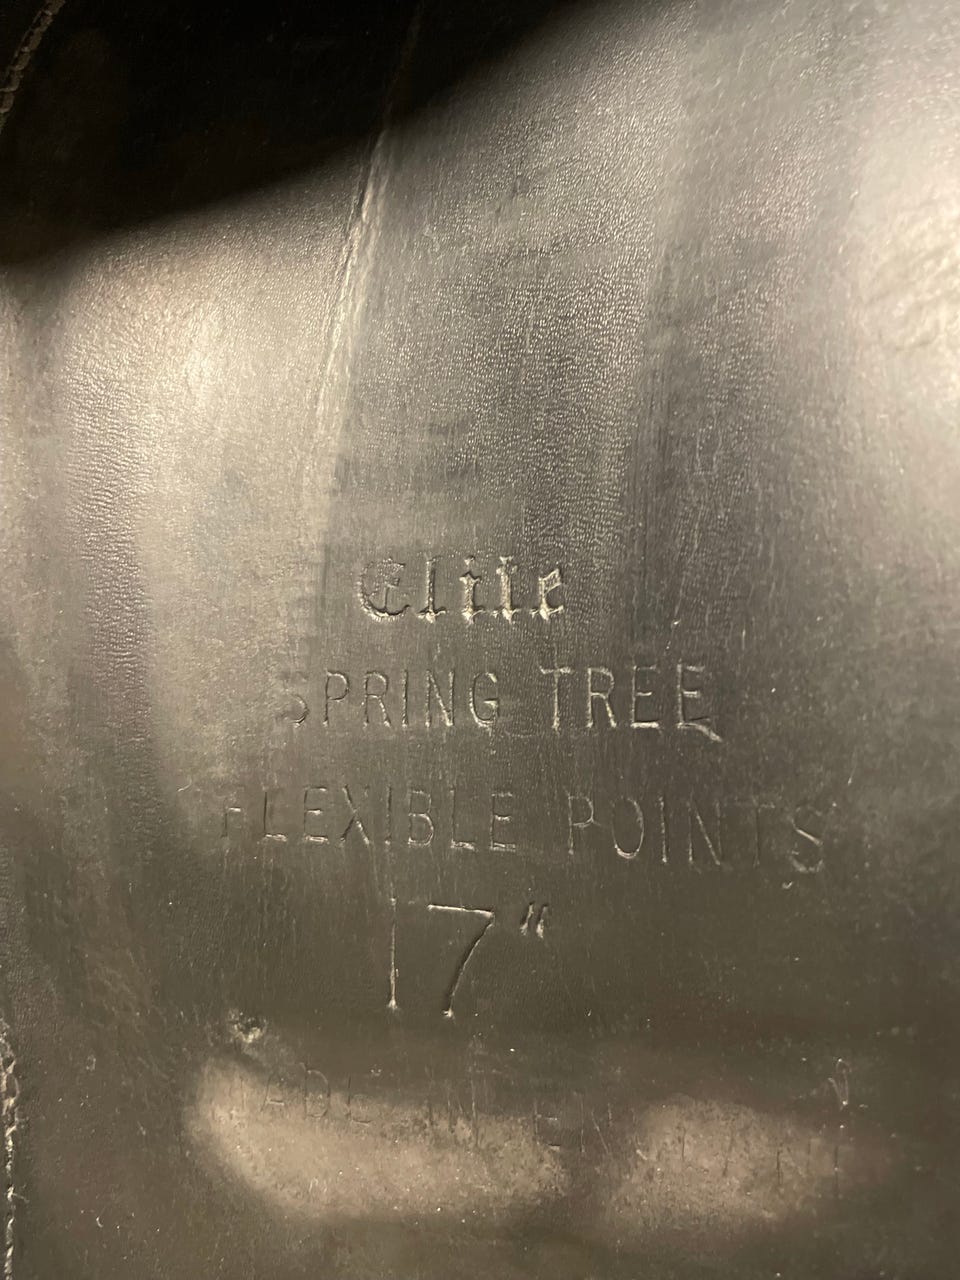 Elite
SPRING TREE
FLEXIBLE POINTS
17"
MADE IN ENGLAND